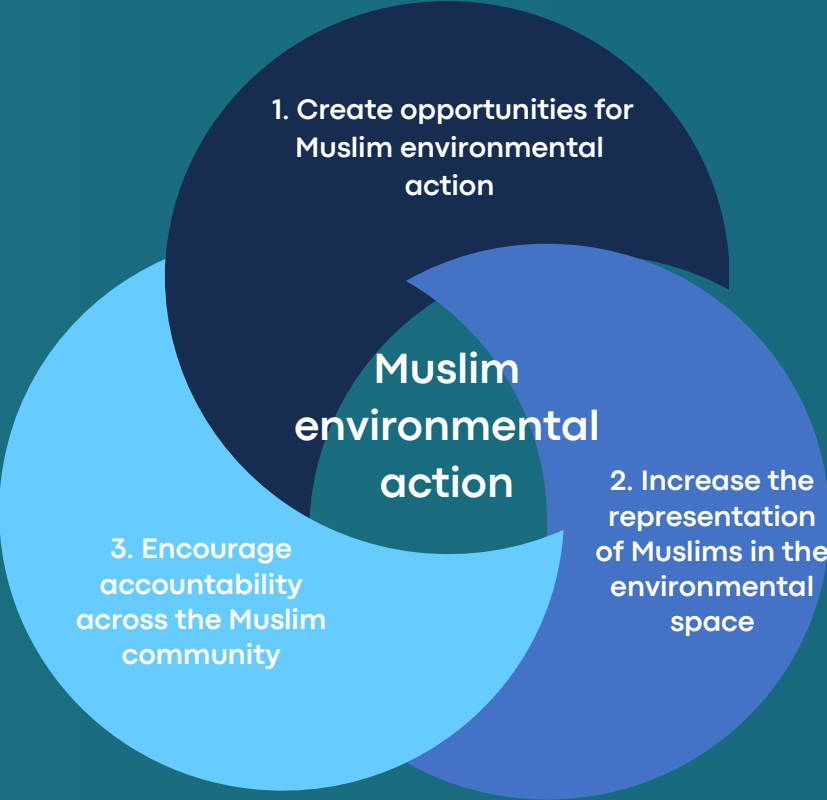 1. Create opportunities for
Muslim environmental
action
Muslim
environmental
action
2. Increase the
representation
of Muslims in the
environmental
space
3. Encourage
accountability
across the Muslim
community